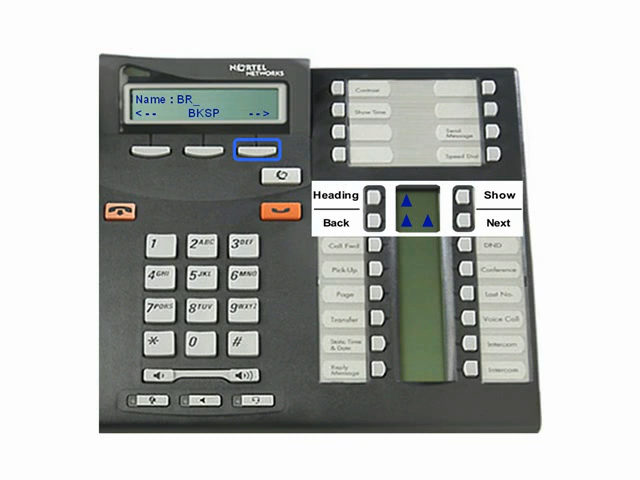 NORTEL
NETWORKS
Name : BR_
<-- BKSP -->
Contrast
Show Time
Send
Message
Speed Dial
Heading
Show
Back
Next
Call Fwd
DND
Pick-Up
Conference
Page
Last No.
Transfer
Voice Call
State Time
& Date
Intercom
Reply
Message
Intercom
1 2ABC 3DEF
4GHI 5JKL 6MNO
7PQRS 8TUV 9WXYZ
* 0 #